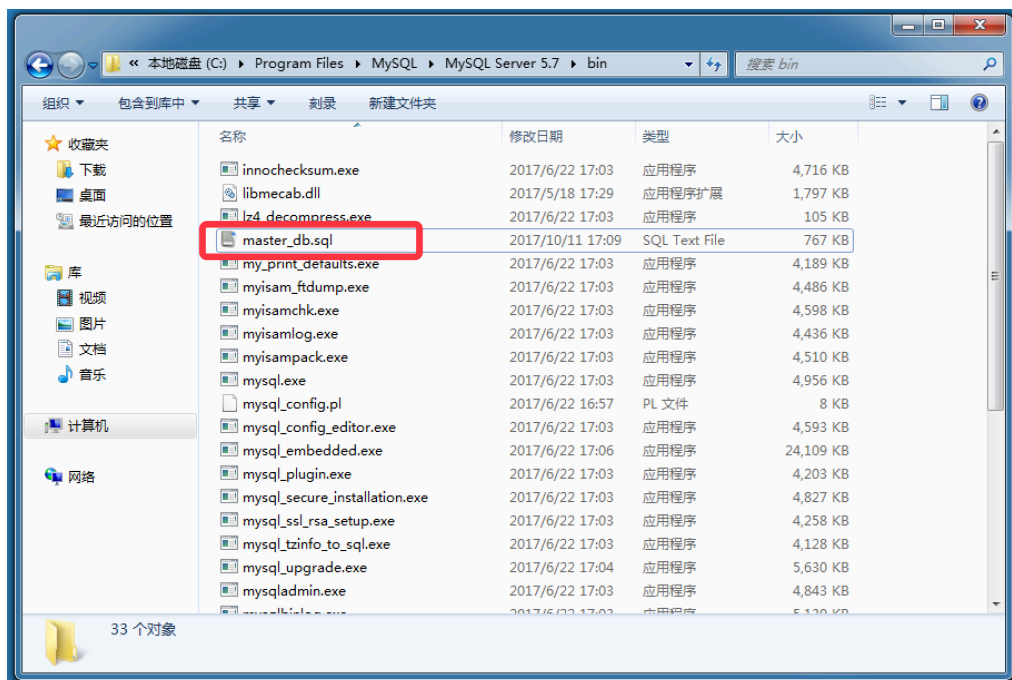 « 本地磁盘 (C:) ▸ Program Files ▸ MySQL ▸ MySQL Server 5.7 ▸ bin
搜索 bin
组织 包含到库中 共享 刻录 新建文件夹
名称 修改日期 类型 大小
收藏夹
下载
桌面
最近访问的位置
库
视频
图片
文档
音乐
计算机
网络
innochecksum.exe 2017/6/22 17:03 应用程序 4,716 KB
libmecab.dll 2017/5/18 17:29 应用程序扩展 1,797 KB
lz4_decompress.exe 2017/6/22 17:03 应用程序 105 KB
master_db.sql 2017/10/11 17:09 SQL Text File 767 KB
my_print_defaults.exe 2017/6/22 17:03 应用程序 4,189 KB
myisam_ftdump.exe 2017/6/22 17:03 应用程序 4,486 KB
myisamchk.exe 2017/6/22 17:03 应用程序 4,598 KB
myisamlog.exe 2017/6/22 17:03 应用程序 4,436 KB
myisampack.exe 2017/6/22 17:03 应用程序 4,510 KB
mysql.exe 2017/6/22 17:03 应用程序 4,956 KB
mysql_config.pl 2017/6/22 16:57 PL 文件 8 KB
mysql_config_editor.exe 2017/6/22 17:03 应用程序 4,593 KB
mysql_embedded.exe 2017/6/22 17:06 应用程序 24,109 KB
mysql_plugin.exe 2017/6/22 17:03 应用程序 4,203 KB
mysql_secure_installation.exe 2017/6/22 17:03 应用程序 4,827 KB
mysql_ssl_rsa_setup.exe 2017/6/22 17:03 应用程序 4,258 KB
mysql_tzinfo_to_sql.exe 2017/6/22 17:03 应用程序 4,128 KB
mysql_upgrade.exe 2017/6/22 17:04 应用程序 5,630 KB
mysqladmin.exe 2017/6/22 17:03 应用程序 4,843 KB
33 个对象